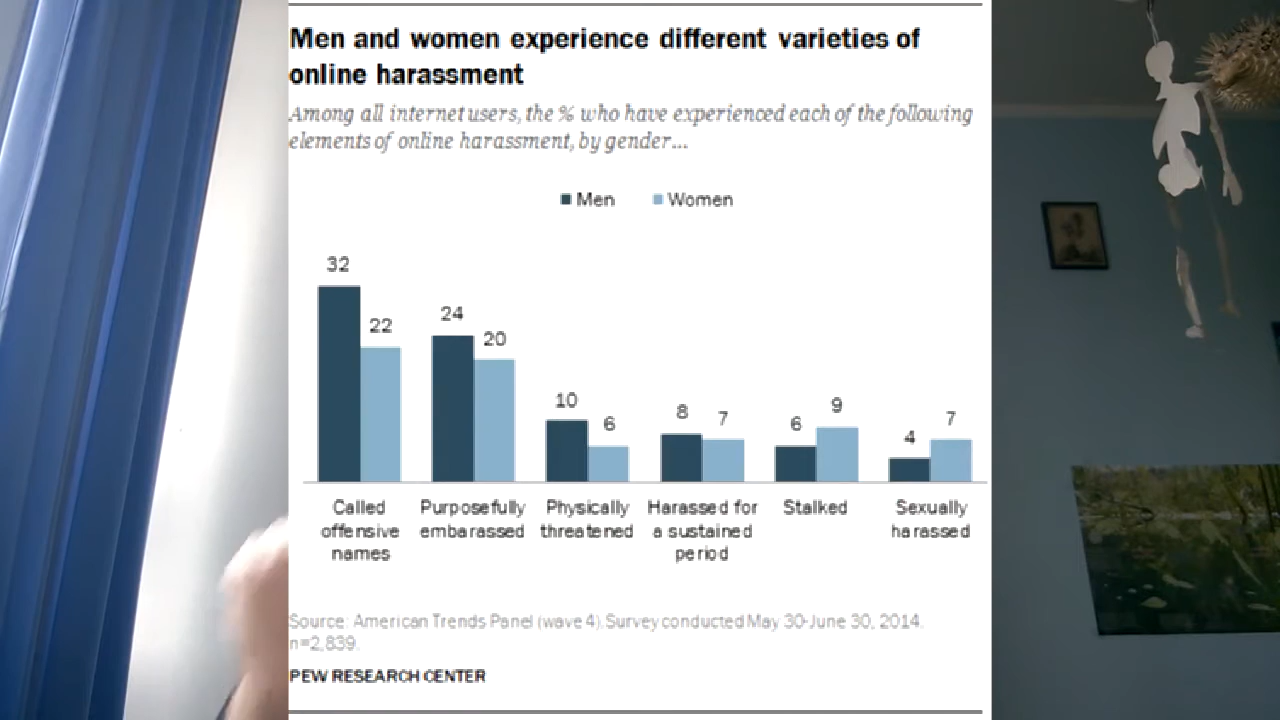 Men and women experience different varieties of
online harassment
Among all internet users, the % who have experienced each of the following
elements of online harassment, by gender...
Men Women
32
22
24
20
10
6
8
7
6
9
4
7
Called
offensive
names
Purposefully
embarassed
Physically
threatened
Harassed for
a sustained
period
Stalked
Sexually
harassed
Source: American Trends Panel (wave 4). Survey conducted May 30-June 30, 2014.
n=2,839.
PEW RESEARCH CENTER